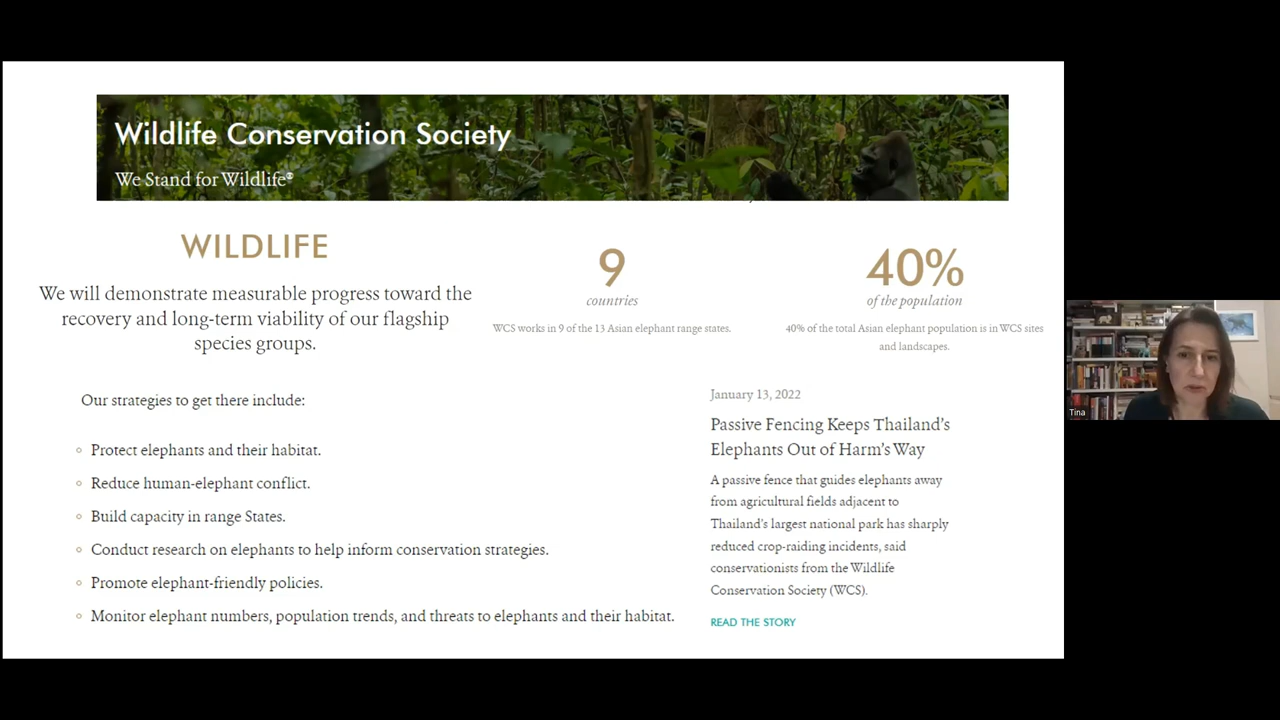 Wildlife Conservation Society
We Stand for Wildlife®
WILDLIFE
We will demonstrate measurable progress toward the
recovery and long-term viability of our flagship
species groups.
9
countries
WCS works in 9 of the 13 Asian elephant range states.
40%
of the population
40% of the total Asian elephant population is in WCS sites
and landscapes.
Our strategies to get there include:
Protect elephants and their habitat.
Reduce human-elephant conflict.
Build capacity in range States.
Conduct research on elephants to help inform conservation strategies.
Promote elephant-friendly policies.
Monitor elephant numbers, population trends, and threats to elephants and their habitat.
January 13, 2022
Passive Fencing Keeps Thailand’s
Elephants Out of Harm’s Way
A passive fence that guides elephants away
from agricultural fields adjacent to
Thailand’s largest national park has sharply
reduced crop-raiding incidents, said
conservationists from the Wildlife
Conservation Society (WCS).
READ THE STORY
Tina